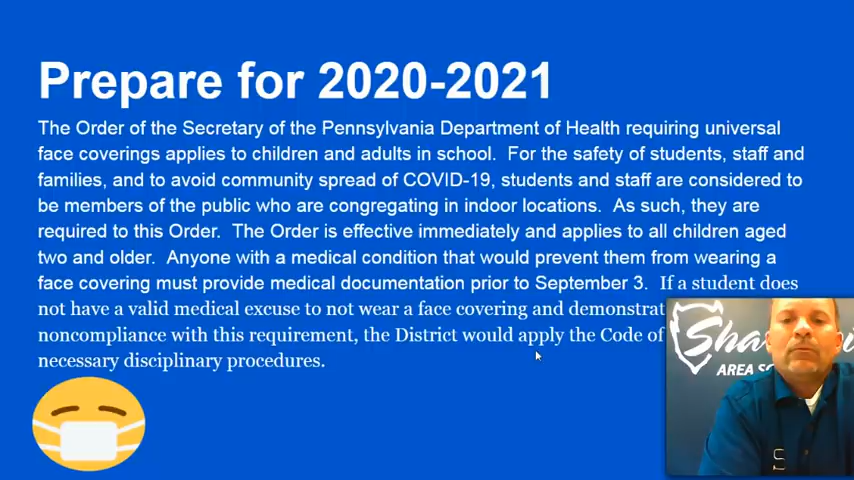 Prepare for 2020-2021
The Order of the Secretary of the Pennsylvania Department of Health requiring universal
face coverings applies to children and adults in school.  For the safety of students, staff and
families, and to avoid community spread of COVID-19, students and staff are considered to
be members of the public who are congregating in indoor locations.  As such, they are
required to this Order.  The Order is effective immediately and applies to all children aged
two and older.  Anyone with a medical condition that would prevent them from wearing a
face covering must provide medical documentation prior to September 3.  If a student does
not have a valid medical excuse to not wear a face covering and
noncompliance with this requirement, the District would apply the Code of
necessary disciplinary procedures.
AREA